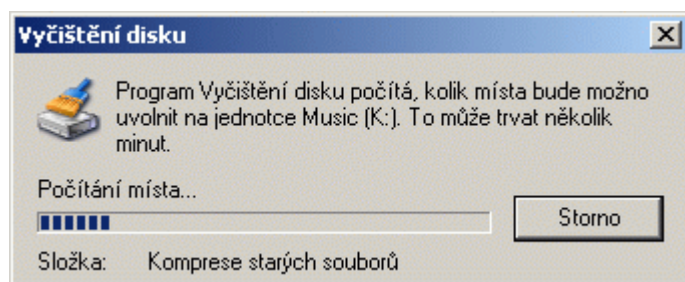 Vyčištění disku
Program Vyčištění disku počítá, kolik místa bude možno
uvolnit na jednotce Music (K:). To může trvat několik
minut.
Počítání místa...
Storno
Složka: Komprese starých souborů